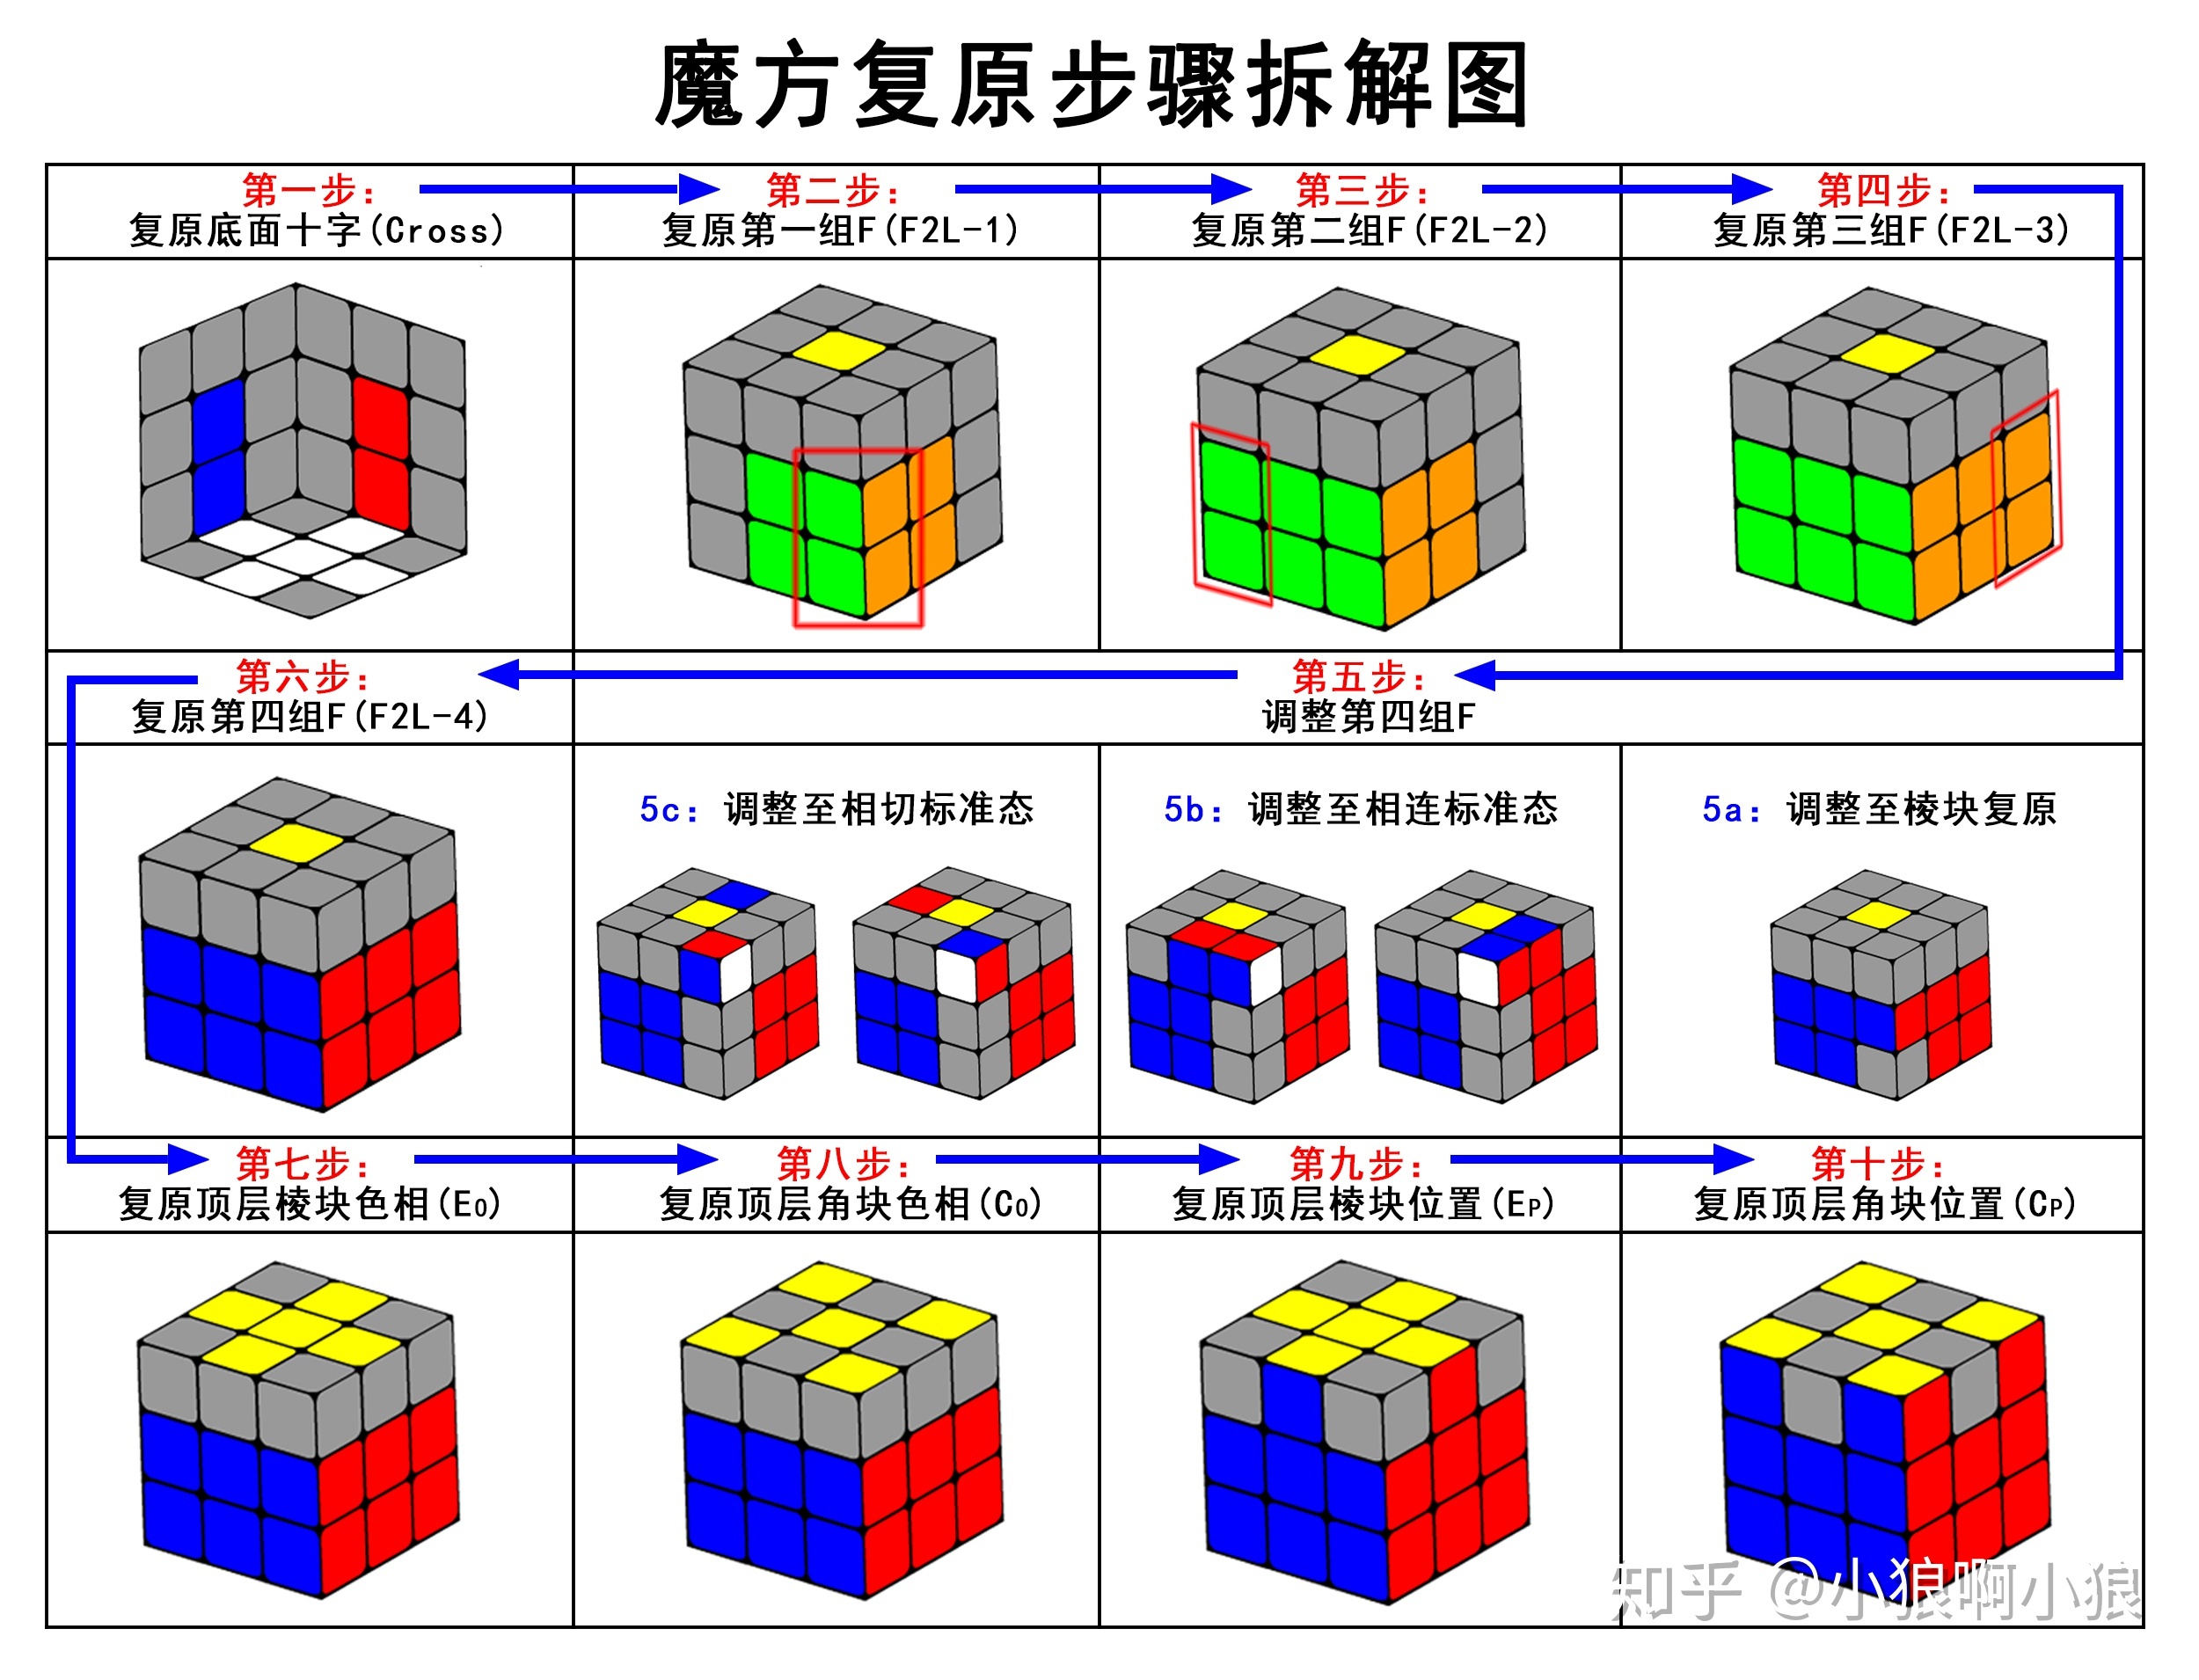 魔方复原步骤拆解图
第一步：
复原底面十字(Cross)
第二步：
复原第一组F(F2L-1)
第三步：
复原第二组F(F2L-2)
第四步：
复原第三组F(F2L-3)
第五步：
调整第四组F
5a：调整至棱块复原
5b：调整至相连标准态
5c：调整至相切标准态
第六步：
复原第四组F(F2L-4)
第七步：
复原顶层棱块色相(EO)
第八步：
复原顶层角块色相(CO)
第九步：
复原顶层棱块位置(EP)
第十步：
复原顶层角块位置(CP)
知乎 @小狼啊小狼